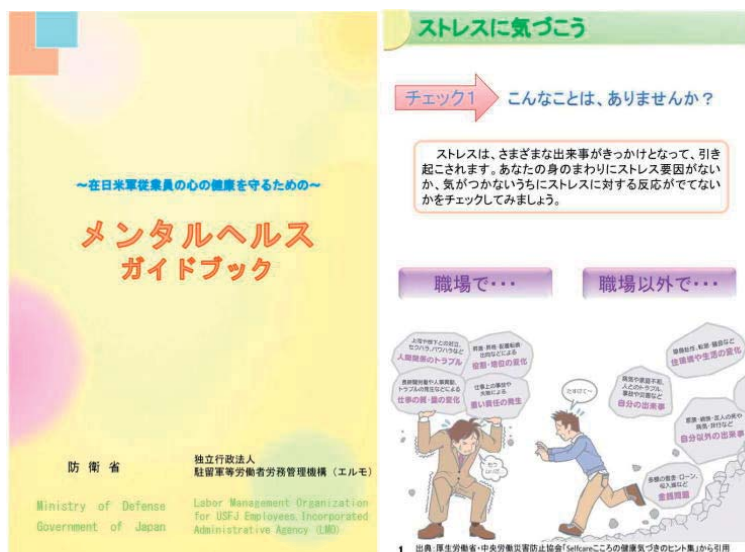 ～在日米軍従業員の心の健康を守るための～
メンタルヘルス
ガイドブック
防衛省
独立行政法人
駐留軍等労働者労務管理機構（エルモ）
Ministry of Defense
Government of Japan
Labor Management Organization
for USFJ Employees, Incorporated
Administrative Agency (LMO)
ストレスに気づこう
チェック1
こんなことは、ありませんか？
ストレスは、さまざまな出来事がきっかけとなって、引き
起こされます。あなたの身のまわりにストレス要因がない
か、気がつかないうちにストレスに対する反応がでてない
かをチェックしてみましょう。
職場で・・・
職場以外で・・・
人間関係のトラブル
役割・地位の変化
仕事の質・量の変化
重い責任の発生
住環境や生活の変化
自分の出来事
自分以外の出来事
多額の借金・ローン、
収入減など
金銭問題
1
出典：厚生労働省・中央労働災害防止協会「Selfcareこころの健康気づきのヒント集」から引用